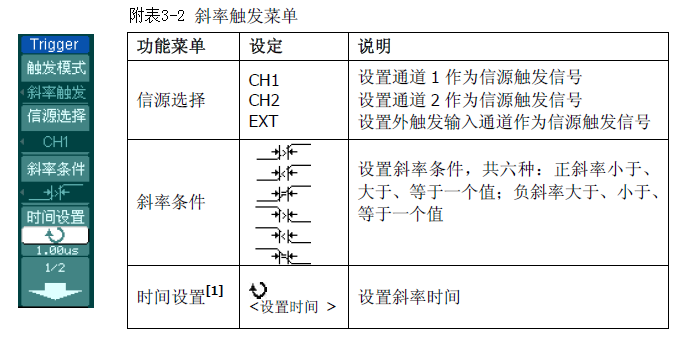 附表3-2 斜率触发菜单
Trigger
触发模式
斜率触发
信源选择
CH1
斜率条件
时间设置
1.00us
1/2
功能菜单 设定 说明
信源选择
CH1
CH2
EXT
设置通道 1 作为信源触发信号
设置通道 2 作为信源触发信号
设置外触发输入通道作为信源触发信号
斜率条件
设置斜率条件，共六种：正斜率小于、
大于、等于一个值；负斜率大于、小于、
等于一个值
时间设置[1]
<设置时间 >
设置斜率时间